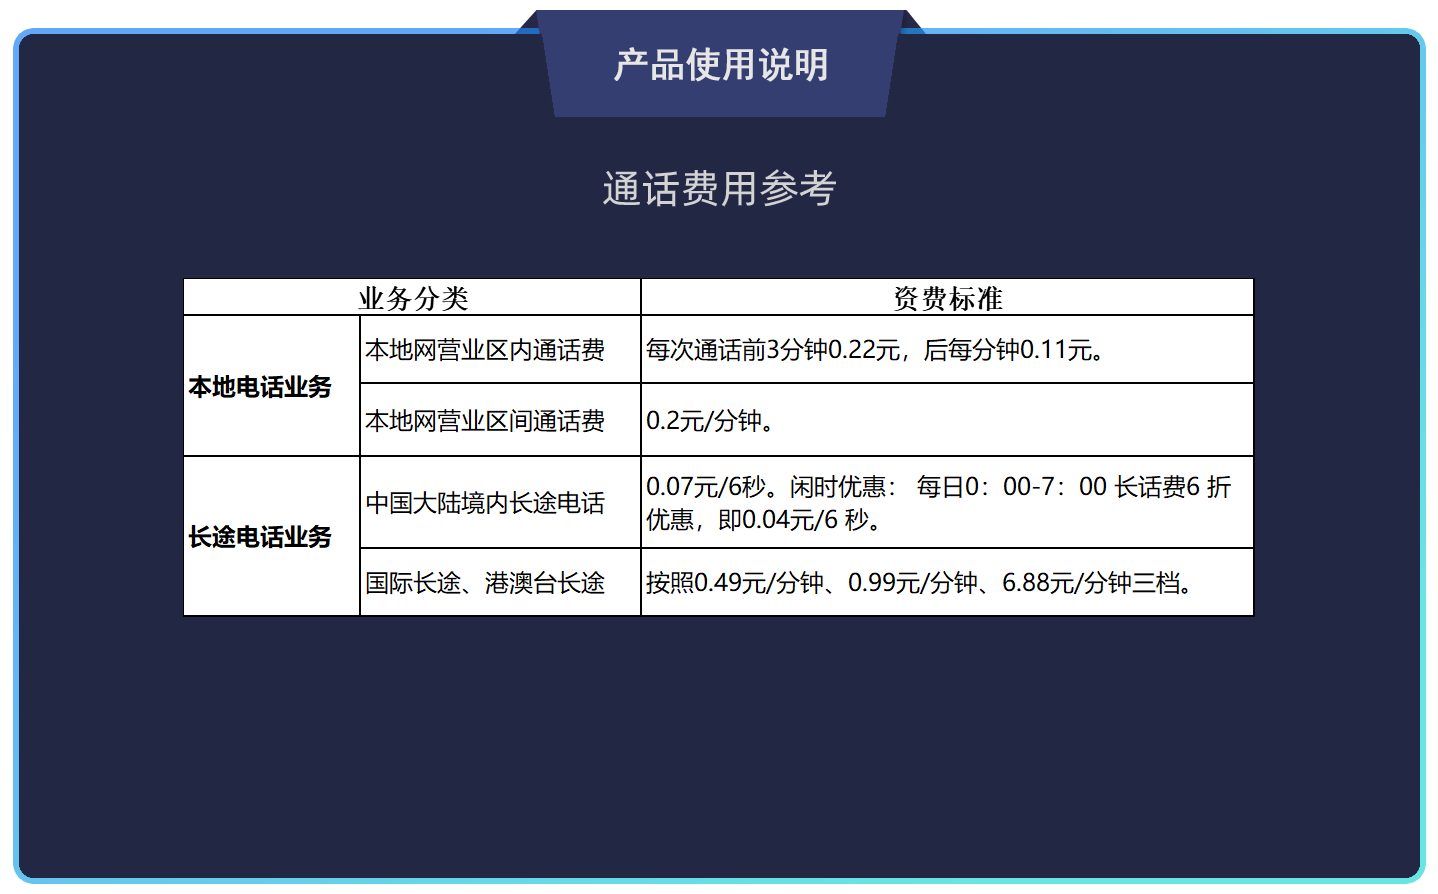 产品使用说明
通话费用参考
业务分类 资费标准
本地电话业务
本地网营业区内通话费 每次通话前3分钟0.22元，后每分钟0.11元。
本地网营业区间通话费 0.2元/分钟。
长途电话业务
中国大陆境内长途电话 0.07元/6秒。闲时优惠： 每日0：00-7：00 长话费6 折
优惠，即0.04元/6 秒。
国际长途、港澳台长途 按照0.49元/分钟、0.99元/分钟、6.88元/分钟三档。